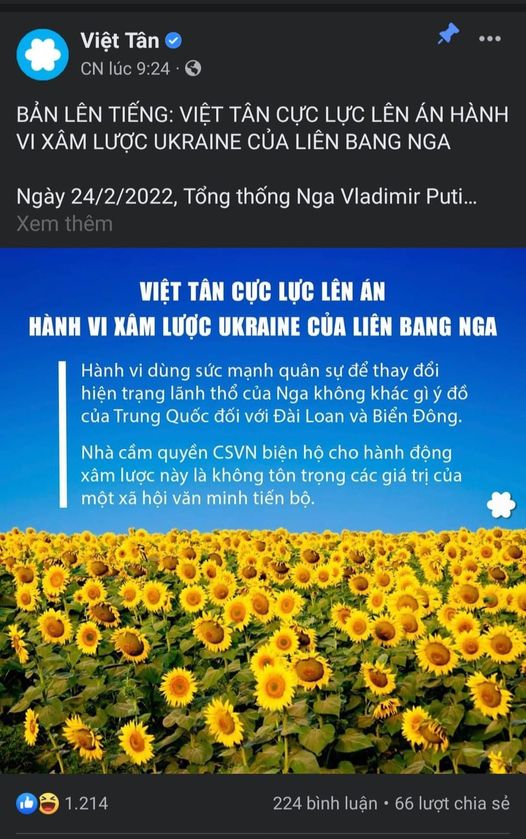 Việt Tân
CN lúc 9:24 ·
BẢN LÊN TIẾNG: VIỆT TÂN CỰC LỰC LÊN ÁN HÀNH
VI XÂM LƯỢC UKRAINE CỦA LIÊN BANG NGA
Ngày 24/2/2022, Tổng thống Nga Vladimir Puti...
Xem thêm
VIỆT TÂN CỰC LỰC LÊN ÁN
HÀNH VI XÂM LƯỢC UKRAINE CỦA LIÊN BANG NGA
Hành vi dùng sức mạnh quân sự để thay đổi
hiện trạng lãnh thổ của Nga không khác gì ý đồ
của Trung Quốc đối với Đài Loan và Biển Đông.
Nhà cầm quyền CSVN biện hộ cho hành động
xâm lược này là không tôn trọng các giá trị của
một xã hội văn minh tiến bộ.
1.214
224 bình luận • 66 lượt chia sẻ